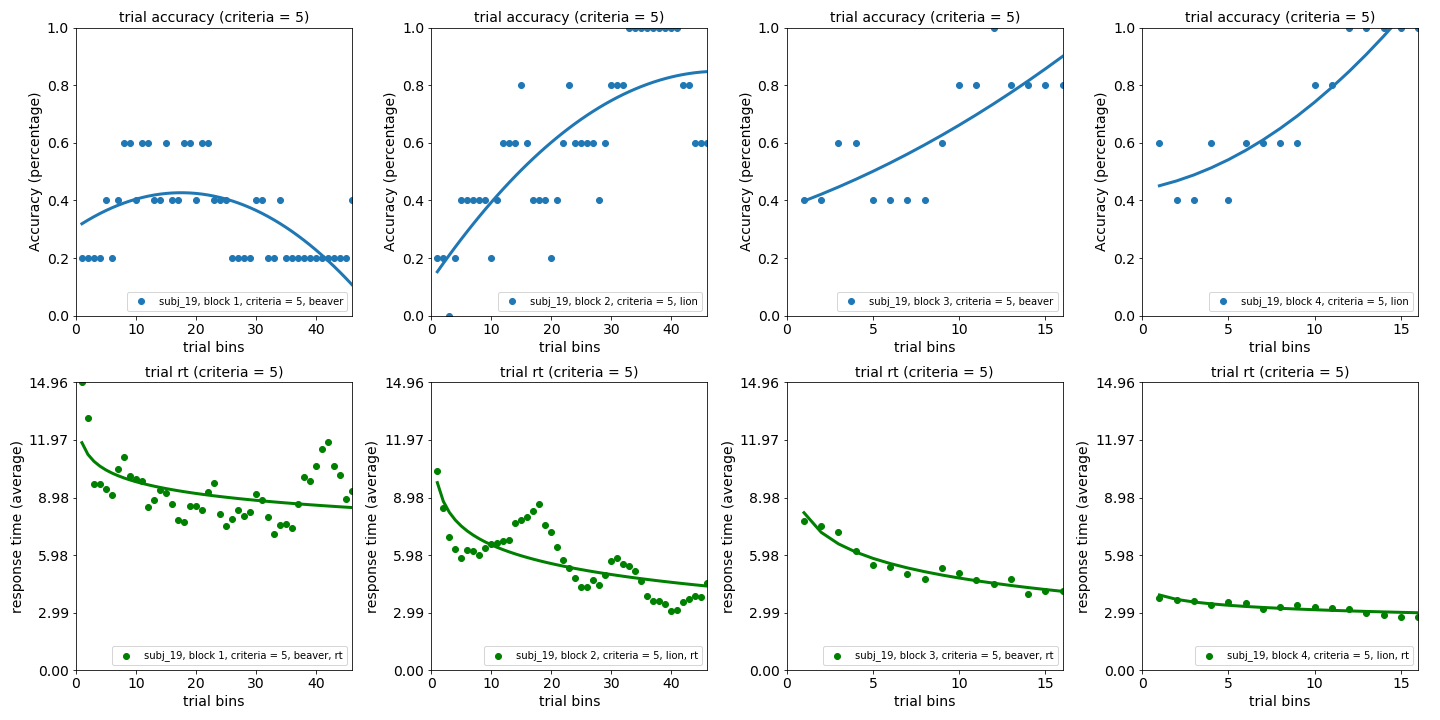 trial accuracy (criteria = 5)
Accuracy (percentage)
1.0
0.8
0.6
0.4
0.2
0.0
subj_19, block 1, criteria = 5, beaver
0 10 20 30 40
trial bins
trial accuracy (criteria = 5)
Accuracy (percentage)
1.0
0.8
0.6
0.4
0.2
0.0
subj_19, block 2, criteria = 5, lion
0 10 20 30 40
trial bins
trial accuracy (criteria = 5)
Accuracy (percentage)
1.0
0.8
0.6
0.4
0.2
0.0
subj_19, block 3, criteria = 5, beaver
0 5 10 15
trial bins
trial accuracy (criteria = 5)
Accuracy (percentage)
1.0
0.8
0.6
0.4
0.2
0.0
subj_19, block 4, criteria = 5, lion
0 5 10 15
trial bins
trial rt (criteria = 5)
response time (average)
14.96
11.97
8.98
5.98
2.99
0.00
subj_19, block 1, criteria = 5, beaver, rt
0 10 20 30 40
trial bins
trial rt (criteria = 5)
response time (average)
14.96
11.97
8.98
5.98
2.99
0.00
subj_19, block 2, criteria = 5, lion, rt
0 10 20 30 40
trial bins
trial rt (criteria = 5)
response time (average)
14.96
11.97
8.98
5.98
2.99
0.00
subj_19, block 3, criteria = 5, beaver, rt
0 5 10 15
trial bins
trial rt (criteria = 5)
response time (average)
14.96
11.97
8.98
5.98
2.99
0.00
subj_19, block 4, criteria = 5, lion, rt
0 5 10 15
trial bins